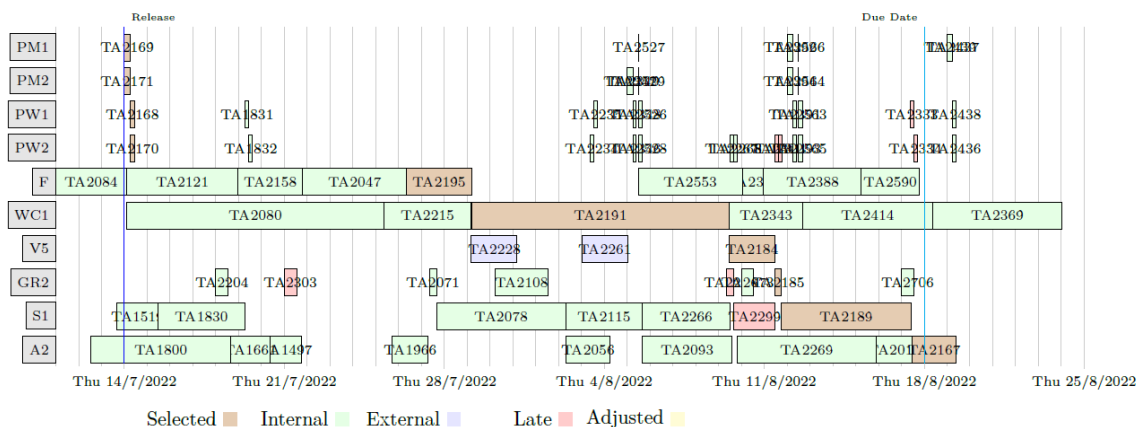 Release Due Date
PM1 TA2169 TA2527
PM2 TA2171
PW1 TA2168 TA1831 TA2438
PW2 TA2170 TA1832 TA2436
F TA2084 TA2121 TA2158 TA2047 TA2195 TA2553 TA2388 TA2590
WC1 TA2080 TA2215 TA2191 TA2343 TA2414 TA2369
V5 TA2228 TA2261 TA2184
GR2 TA2204 TA2303 TA2071 TA2108 TA2185 TA2706
S1 TA1830 TA2078 TA2115 TA2266 TA2299 TA2189
A2 TA1800 TA1966 TA2056 TA2093 TA2269 TA2167
Thu 14/7/2022 Thu 21/7/2022 Thu 28/7/2022 Thu 4/8/2022 Thu 11/8/2022 Thu 18/8/2022 Thu 25/8/2022
Selected Internal External Late Adjusted